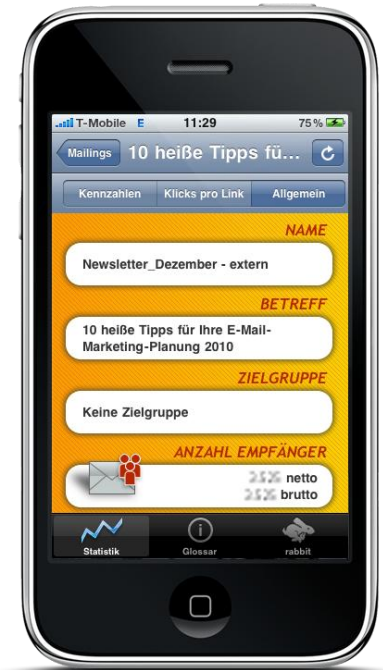 T-Mobile E 11:29 75%
Mailings 10 heiße Tipps fü...
Kennzahlen Klicks pro Link Allgemein
NAME
Newsletter_Dezember - extern
BETREFF
10 heiße Tipps für Ihre E-Mail-
Marketing-Planung 2010
ZIELGRUPPE
Keine Zielgruppe
ANZAHL EMPFÄNGER
netto
brutto
Statistik Glossar rabbit